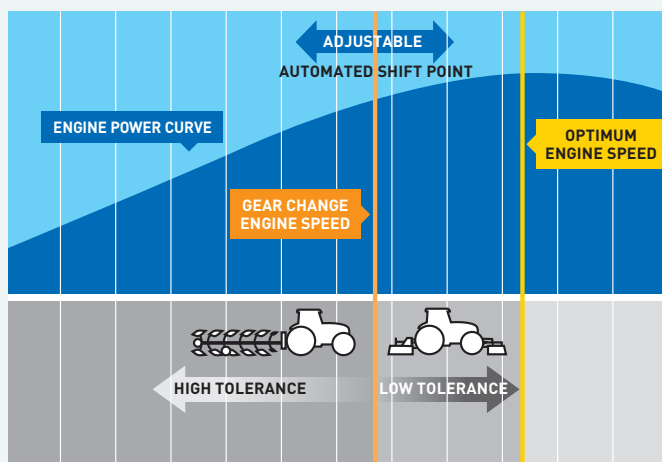 ADJUSTABLE
AUTOMATED SHIFT POINT
ENGINE POWER CURVE
OPTIMUM
ENGINE SPEED
GEAR CHANGE
ENGINE SPEED
HIGH TOLERANCE
LOW TOLERANCE